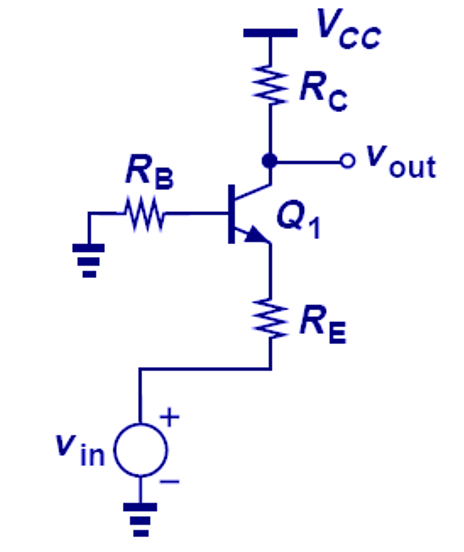 V_CC
R_C
v_out
R_B
Q_1
R_E
+
v_in
−